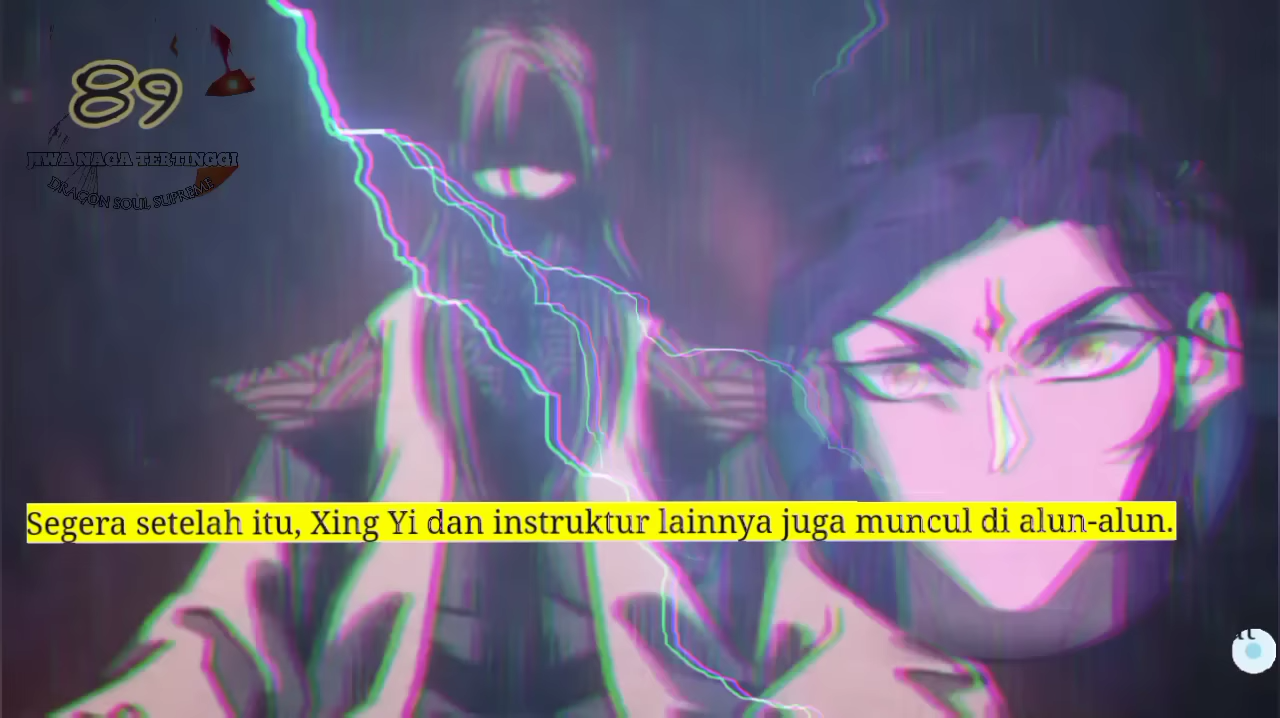 89
JIWA NAGA TERTINGGI
DRAGON SOUL SUPREME
Segera setelah itu, Xing Yi dan instruktur lainnya juga muncul di alun-alun.